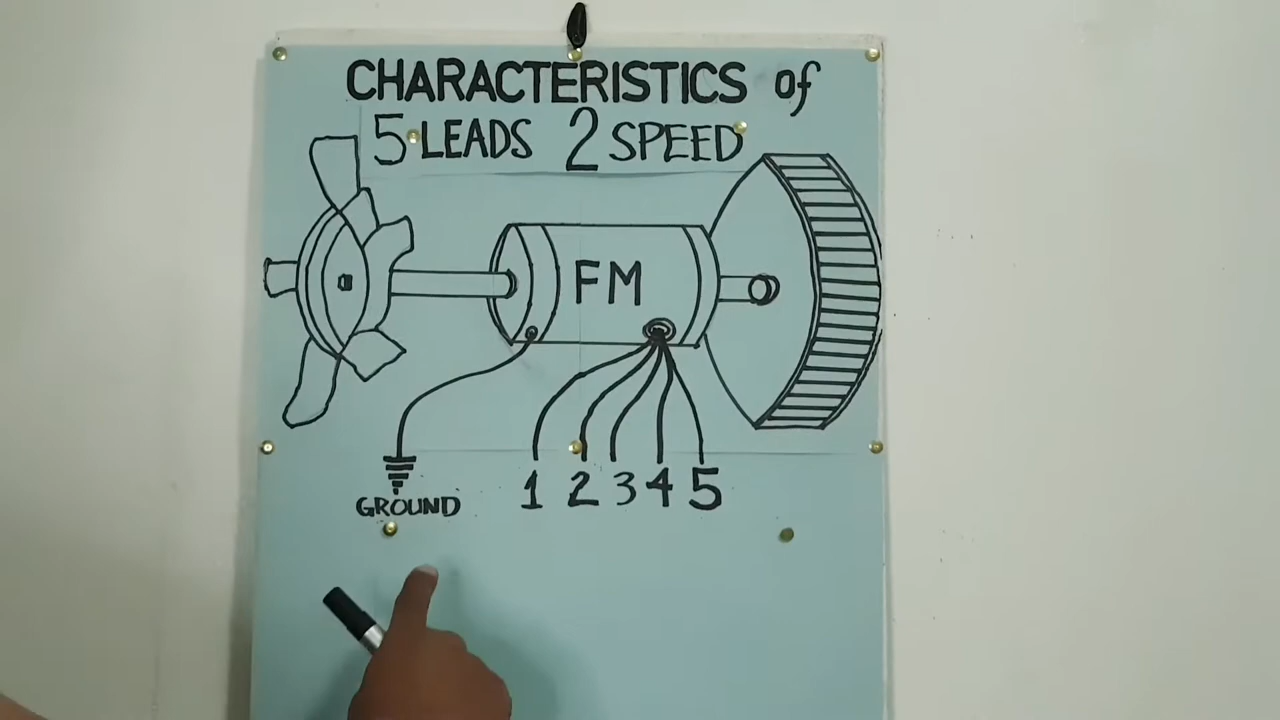 CHARACTERISTICS of
5 LEADS 2 SPEED
FM
GROUND
1 2 3 4 5